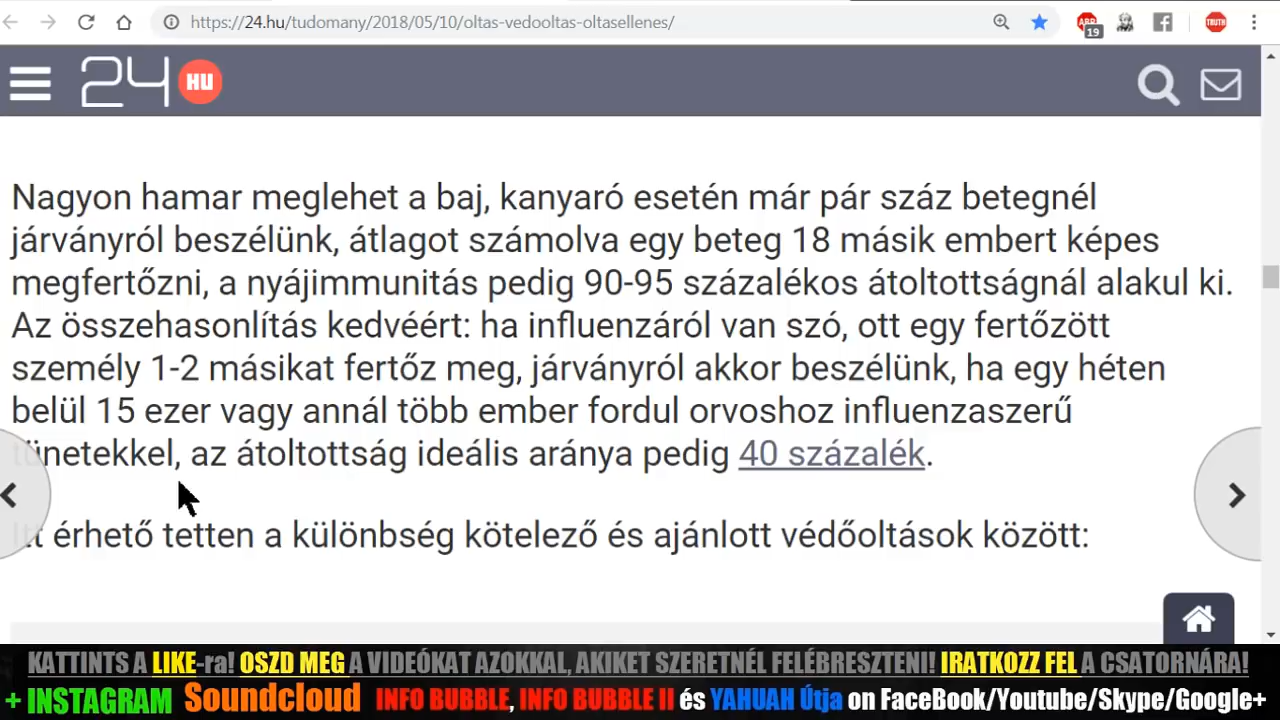 https://24.hu/tudomany/2018/05/10/oltas-vedooltas-oltasellenes/
ABP
19
TRUTH
24 HU
Nagyon hamar meglehet a baj, kanyaró esetén már pár száz betegnél
járványról beszélünk, átlagot számolva egy beteg 18 másik embert képes
megfertőzni, a nyájimmunitás pedig 90-95 százalékos átoltottságnál alakul ki.
Az összehasonlítás kedvéért: ha influenzáról van szó, ott egy fertőzött
személy 1-2 másikat fertőz meg, járványról akkor beszélünk, ha egy héten
belül 15 ezer vagy annál több ember fordul orvoshoz influenzaszerű
tünetekkel, az átoltottság ideális aránya pedig 40 százalék.
Itt érhető tetten a különbség kötelező és ajánlott védőoltások között:
KATTINTS A LIKE-ra! OSZD MEG A VIDEÓKAT AZOKKAL, AKIKET SZERETNÉL FELÉBRESZTENI! IRATKOZZ FEL A CSATORNÁRA!
+ INSTAGRAM Soundcloud INFO BUBBLE, INFO BUBBLE II és YAHUAH Útja on FaceBook/Youtube/Skype/Google+